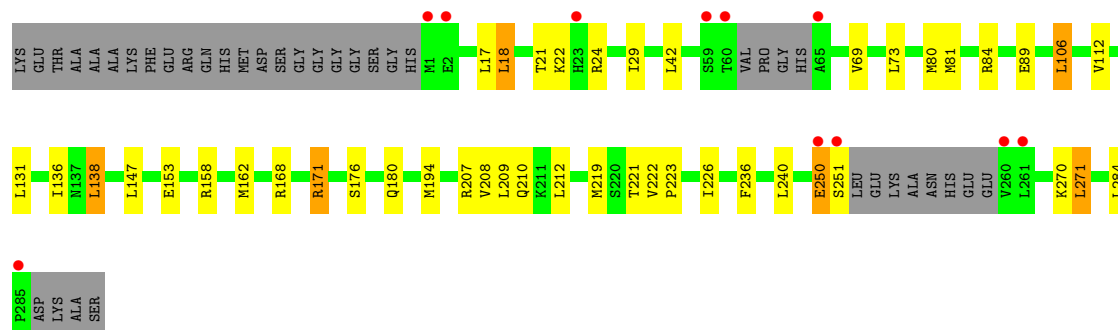 LYS GLU THR ALA ALA ALA LYS PHE GLU ARG GLN HIS MET ASP SER GLY GLY GLY GLY SER GLY HIS M1 E2 L17 L18 T21 K22 H23 R24 I29 L42 S59 T60 VAL PRO GLY HIS A65 V69 L73 M80 M81 R84 E89 L106 V112
L131 I136 N137 L138 L147 E153 R158 M162 R168 R171 S176 Q180 M194 R207 V208 L209 Q210 K211 L212 M219 S220 T221 V222 P223 I226 F236 L240 E250 S251 LEU GLU LYS ALA ASN HIS GLU GLU V260 L261 K270 L271 L284
P285 ASP LYS ALA SER